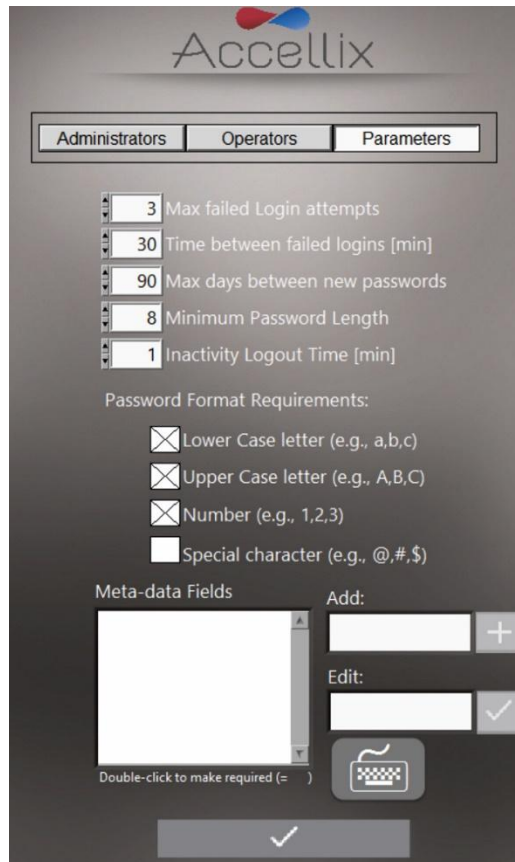 Accellix
Administrators Operators Parameters
3 Max failed Login attempts
30 Time between failed logins [min]
90 Max days between new passwords
8 Minimum Password Length
1 Inactivity Logout Time [min]
Password Format Requirements:
Lower Case letter (e.g., a,b,c)
Upper Case letter (e.g., A,B,C)
Number (e.g., 1,2,3)
Special character (e.g., @,#,$)
Meta-data Fields
Add:
Edit:
Double-click to make required (= )